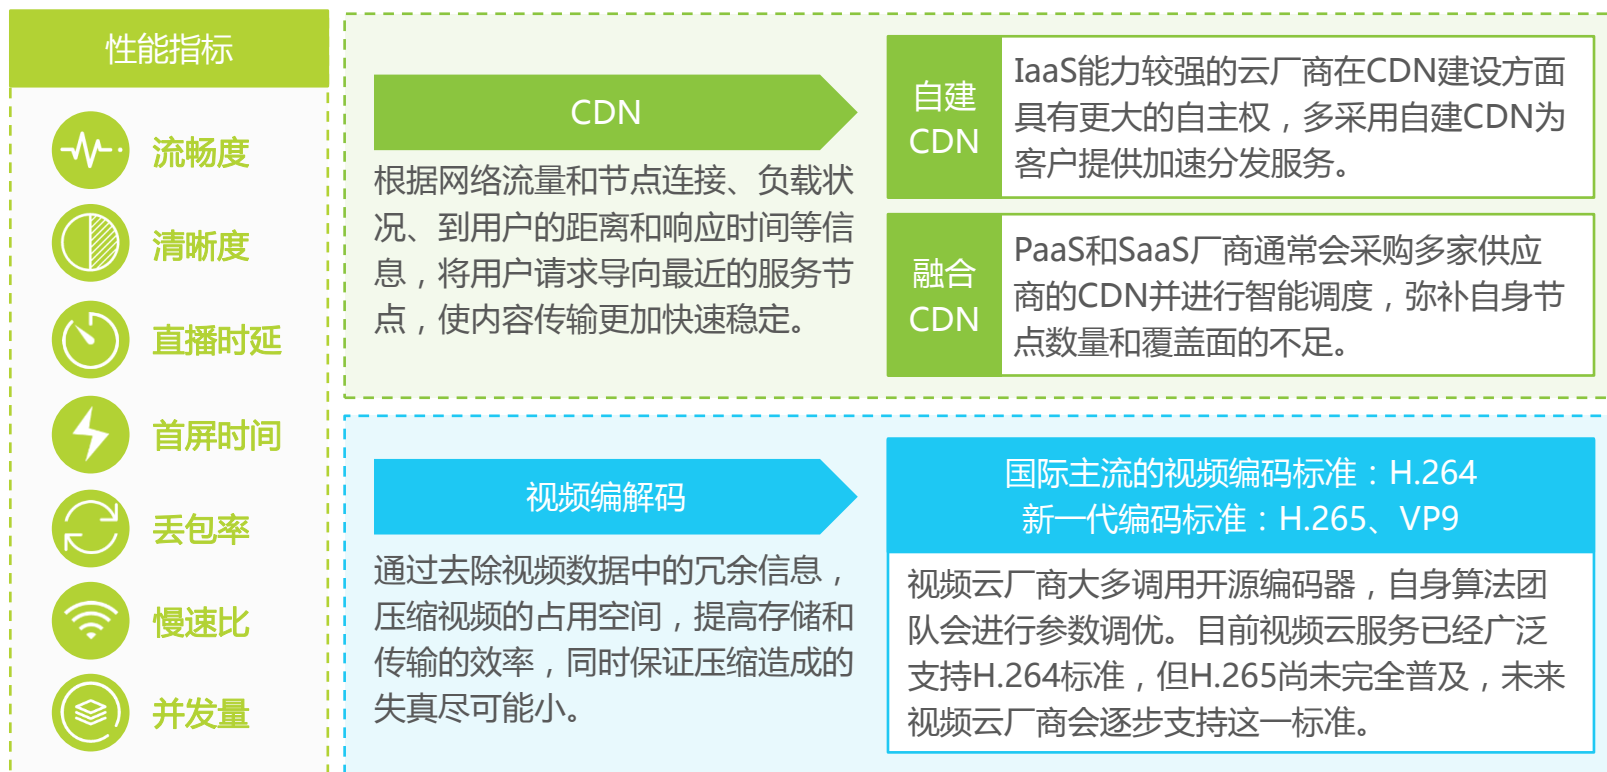 性能指标
流畅度
清晰度
直播时延
首屏时间
丢包率
慢速比
并发量
CDN
根据网络流量和节点连接、负载状
况、到用户的距离和响应时间等信
息，将用户请求导向最近的服务节
点，使内容传输更加快速稳定。
自建
CDN
IaaS能力较强的云厂商在CDN建设方面
具有更大的自主权，多采用自建CDN为
客户提供加速分发服务。
融合
CDN
PaaS和SaaS厂商通常会采购多家供应
商的CDN并进行智能调度，弥补自身节
点数量和覆盖面的不足。
视频编解码
通过去除视频数据中的冗余信息，
压缩视频的占用空间，提高存储和
传输的效率，同时保证压缩造成的
失真尽可能小。
国际主流的视频编码标准：H.264
新一代编码标准：H.265、VP9
视频云厂商大多调用开源编码器，自身算法团
队会进行参数调优。目前视频云服务已经广泛
支持H.264标准，但H.265尚未完全普及，未来
视频云厂商会逐步支持这一标准。